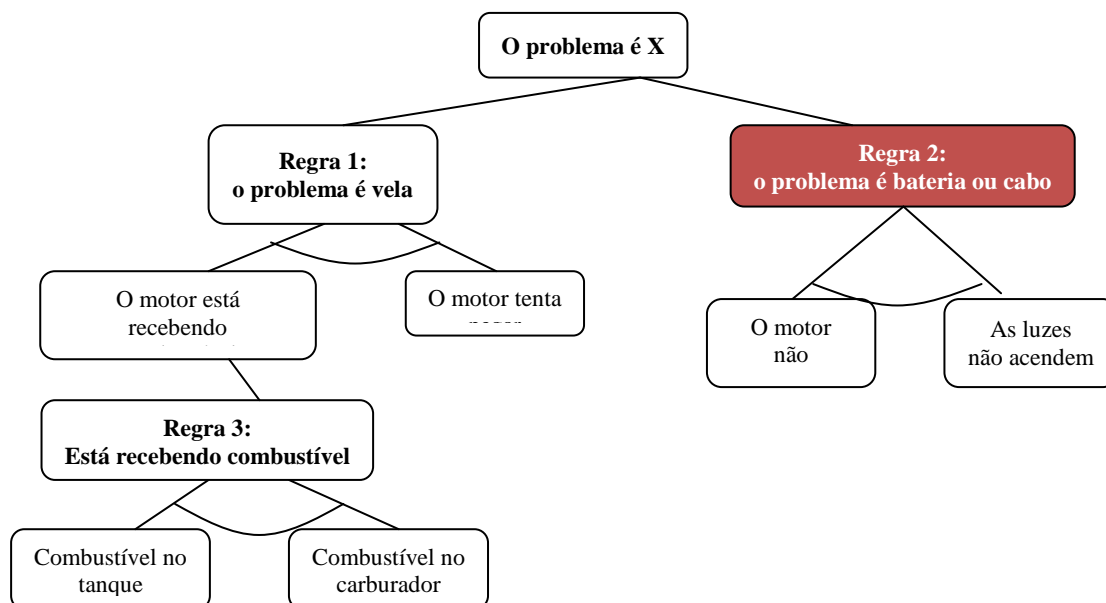 O problema é X
Regra 1:
o problema é vela
Regra 2:
o problema é bateria ou cabo
O motor está
recebendo
O motor tenta
O motor
não
As luzes
não acendem
Regra 3:
Está recebendo combustível
Combustível no
tanque
Combustível no
carburador